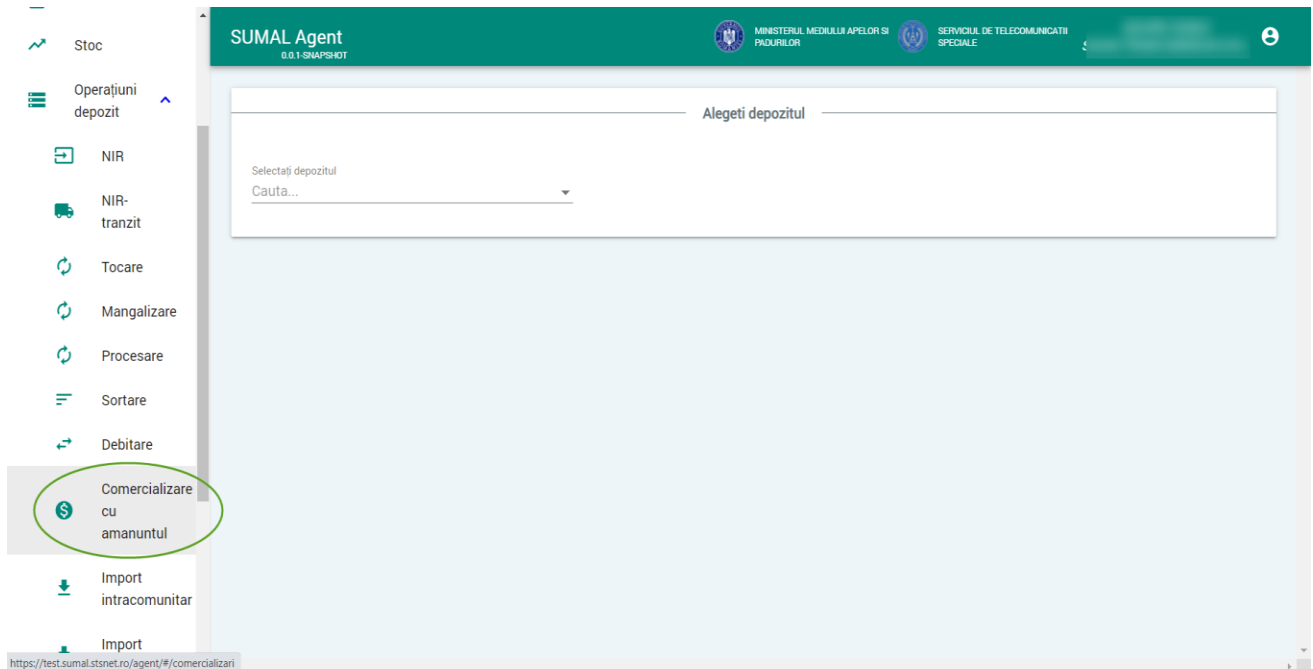 Stoc
Operațiuni
depozit
NIR
NIR-
tranzit
Tocare
Mangalizare
Procesare
Sortare
Debitare
Comercializare
cu
amanuntul
Import
intracomunitar
Import
https://test.sumal.stsnet.ro/agent/#/comercializari
SUMAL Agent
0.0.1-SNAPSHOT
MINISTERUL MEDIULUI APELOR SI
PADURILOR
SERVICIUL DE TELECOMUNICATII
SPECIALE
Alegeti depozitul
Selectați depozitul
Cauta...